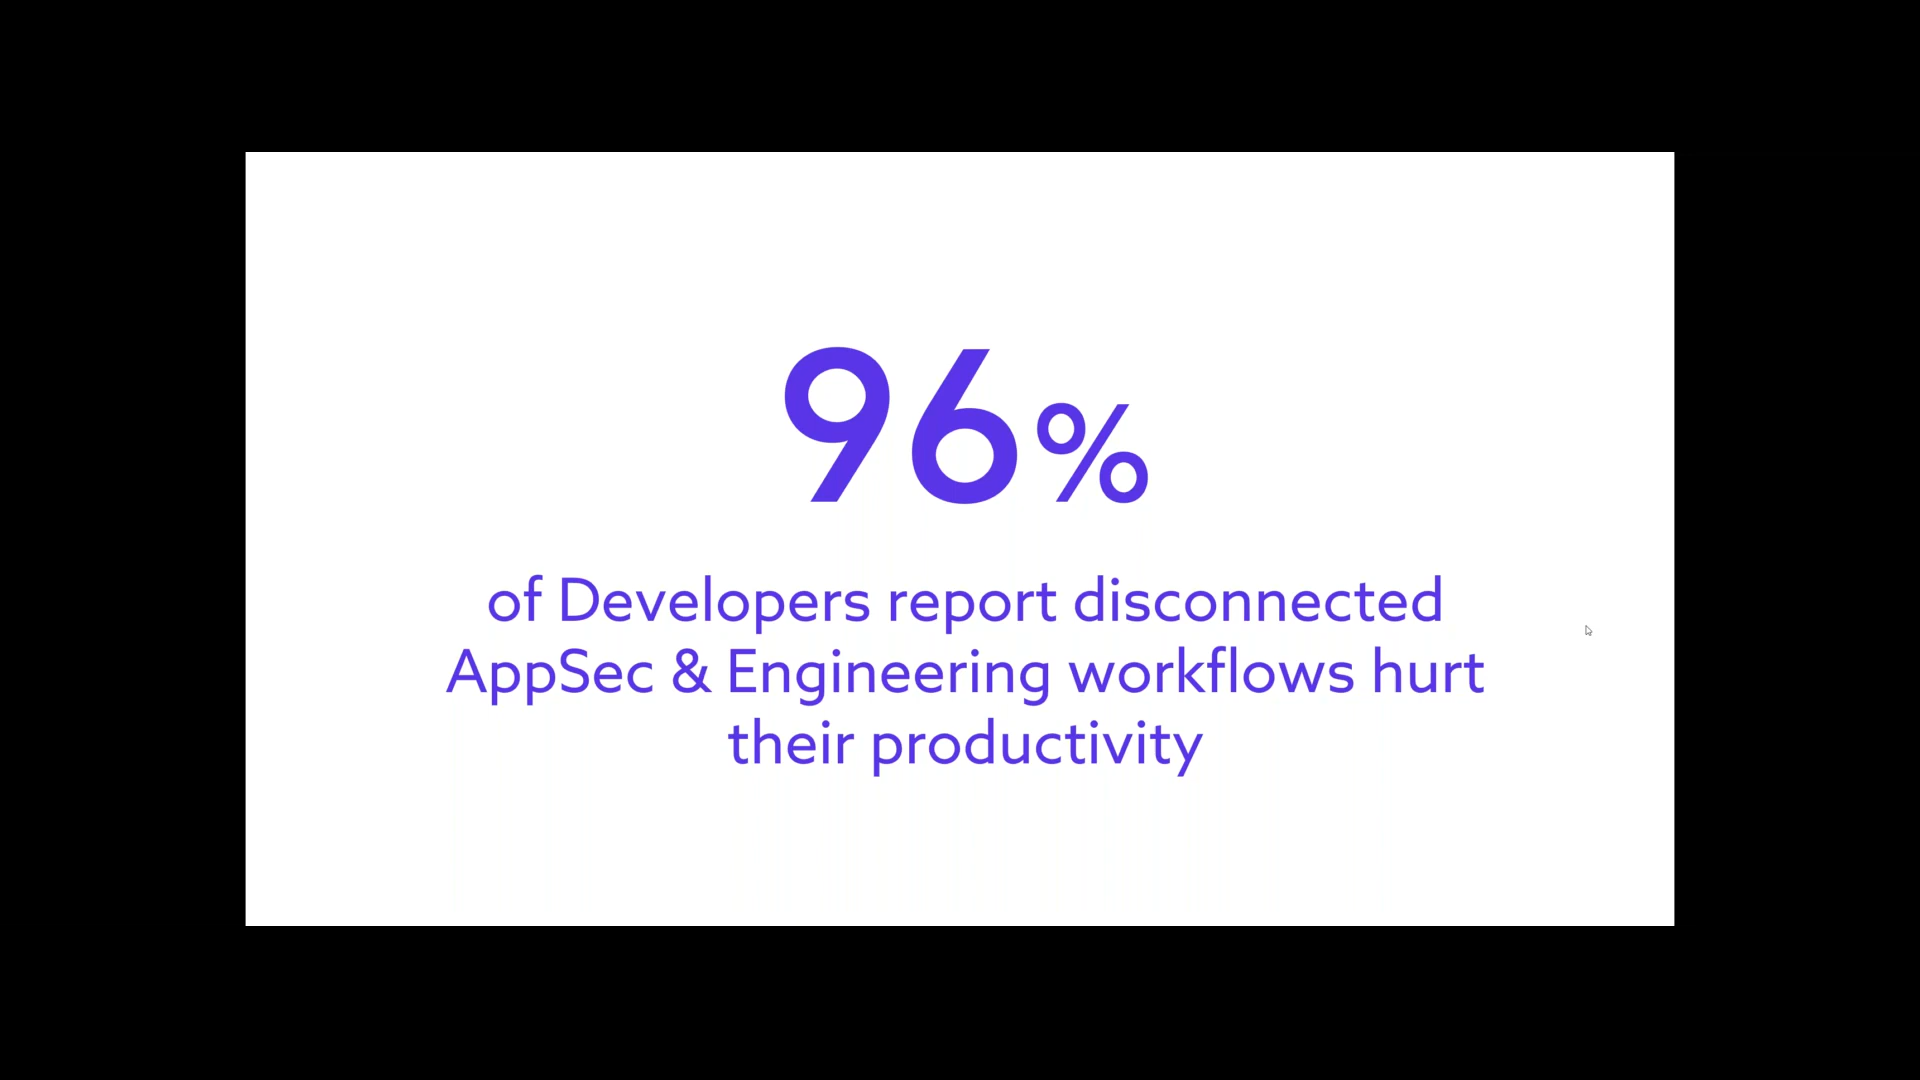 96%
of Developers report disconnected
AppSec & Engineering workflows hurt
their productivity